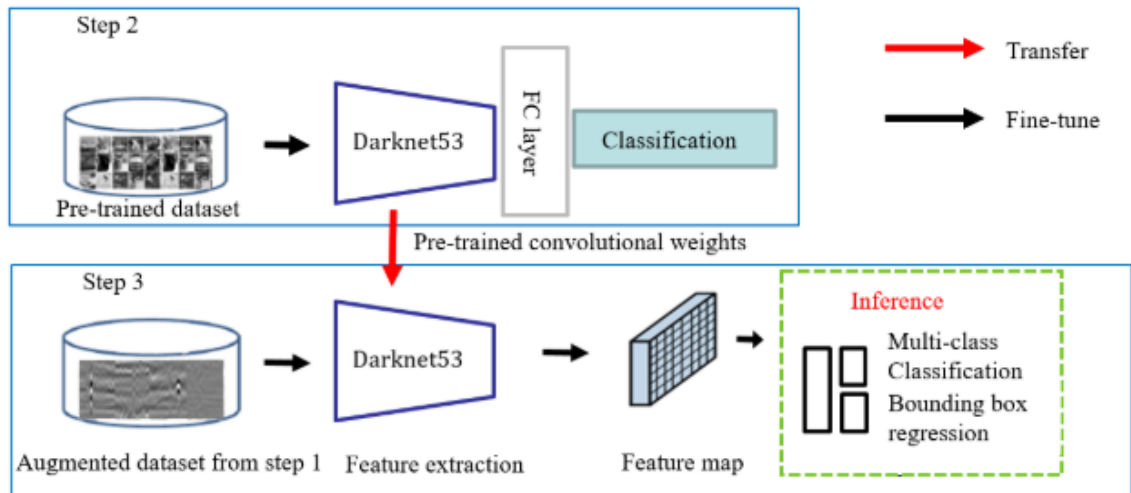 Step 2
Transfer
Darknet53
FC layer
Classification
Fine-tune
Pre-trained dataset
Pre-trained convolutional weights
Step 3
Inference
Darknet53
Multi-class
Classification
Bounding box
regression
Augmented dataset from step 1
Feature extraction
Feature map